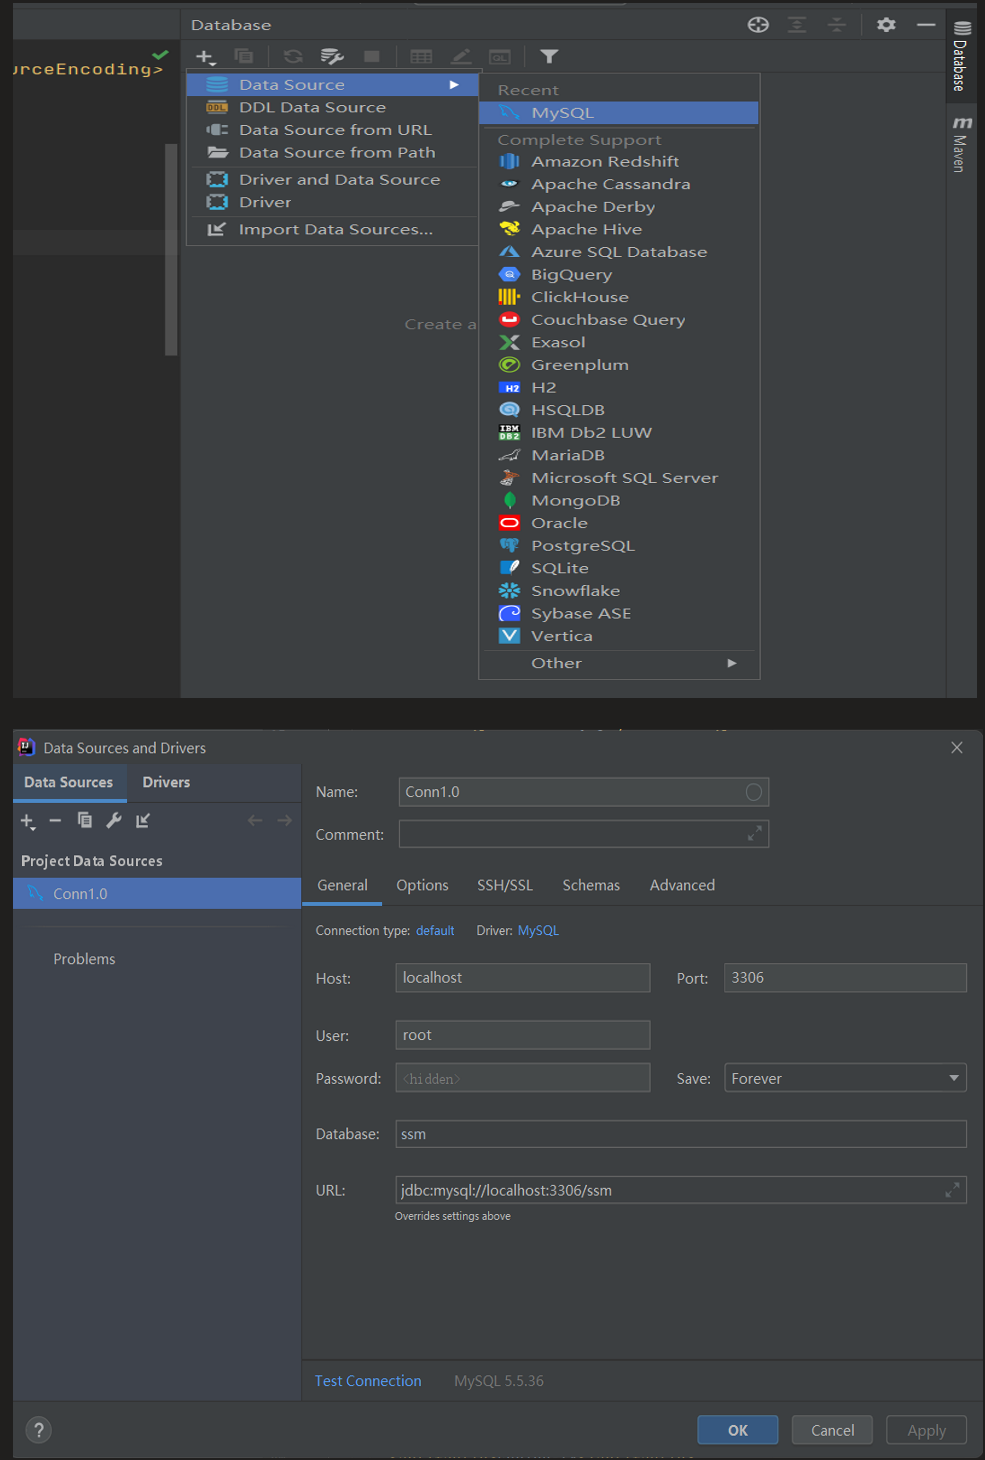 Database
urceEncoding>
Data Source
DDL Data Source
Data Source from URL
Data Source from Path
Driver and Data Source
Driver
Import Data Sources...
Create a
Recent
MySQL
Complete Support
Amazon Redshift
Apache Cassandra
Apache Derby
Apache Hive
Azure SQL Database
BigQuery
ClickHouse
Couchbase Query
Exasol
Greenplum
H2
HSQLDB
IBM Db2 LUW
MariaDB
Microsoft SQL Server
MongoDB
Oracle
PostgreSQL
SQLite
Snowflake
Sybase ASE
Vertica
Other
Database
Maven
Data Sources and Drivers
Data Sources Drivers
Project Data Sources
Conn1.0
Problems
Name: Conn1.0
Comment:
General Options SSH/SSL Schemas Advanced
Connection type: default Driver: MySQL
Host: localhost Port: 3306
User: root
Password: <hidden> Save: Forever
Database: ssm
URL: jdbc:mysql://localhost:3306/ssm
Overrides settings above
Test Connection MySQL 5.5.36
? OK Cancel Apply